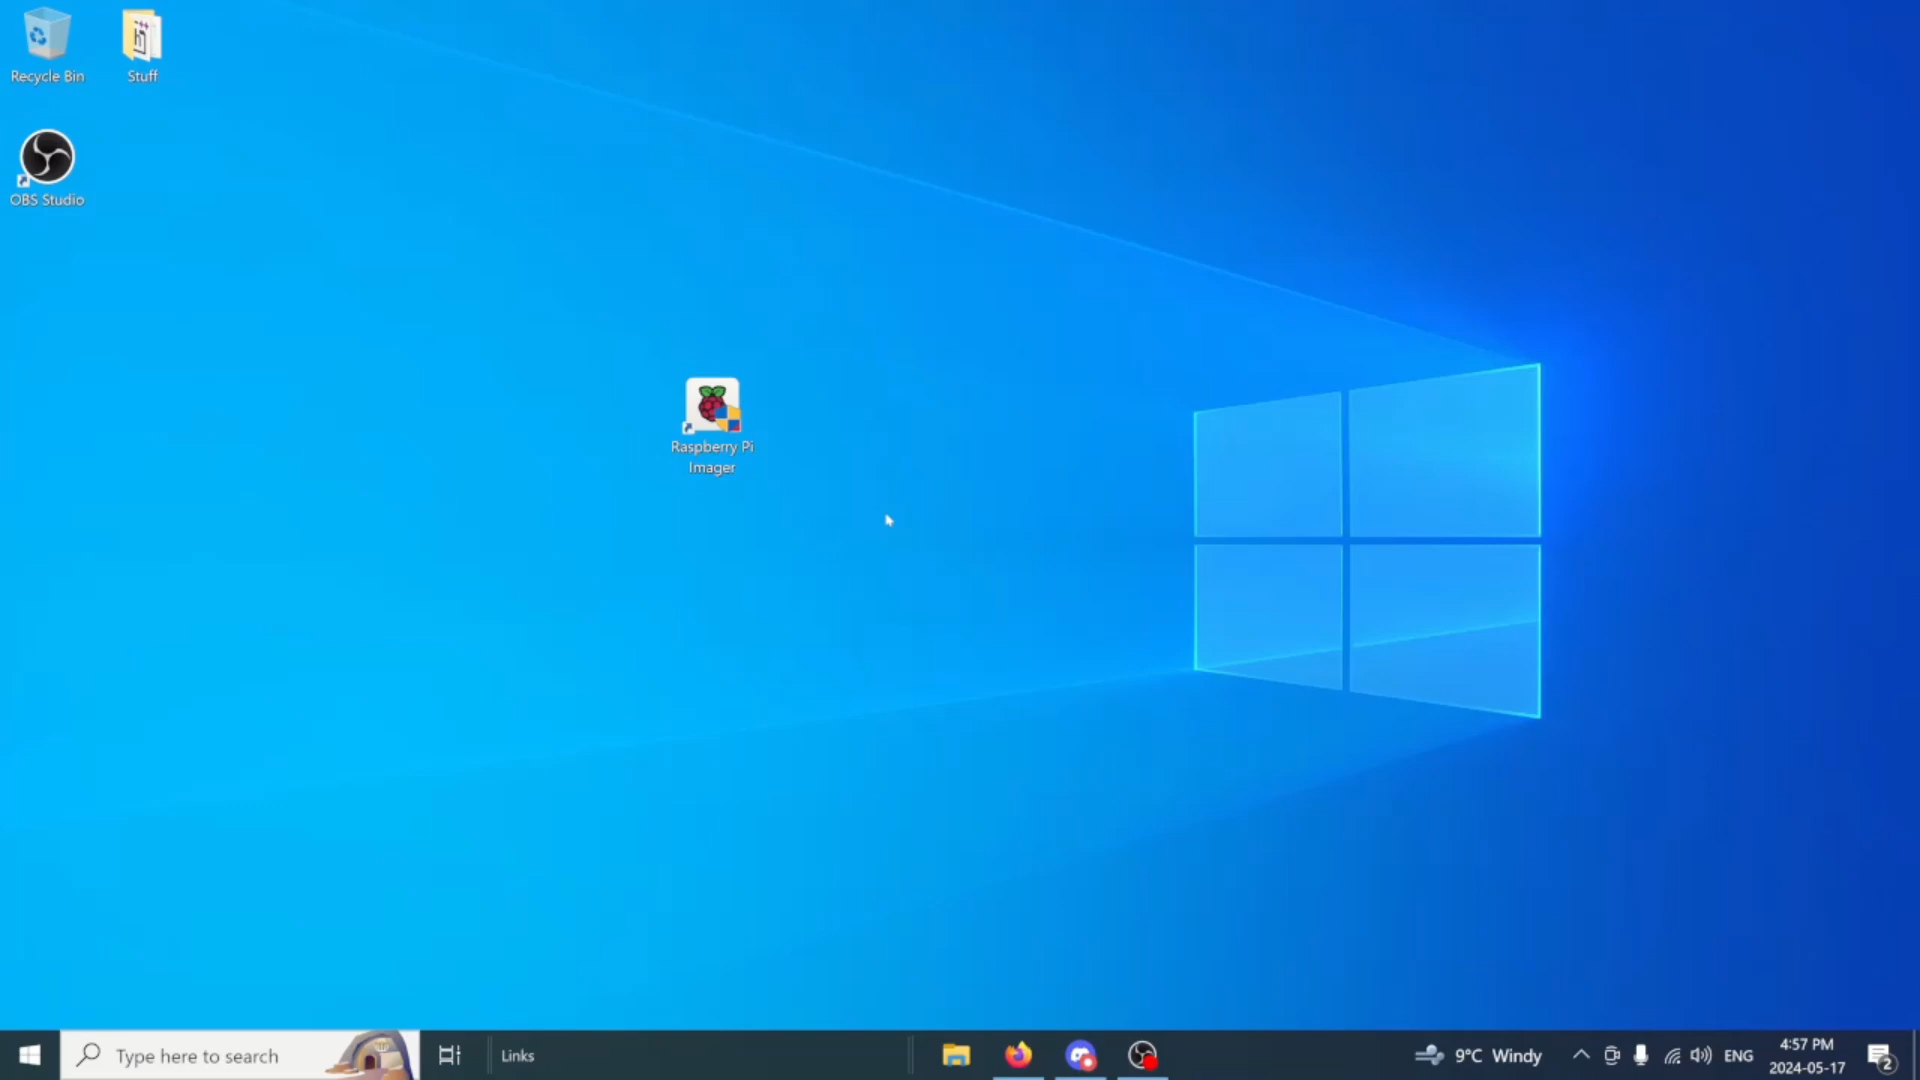 Recycle Bin
Stuff
OBS Studio
Raspberry Pi
Imager
Type here to search
Links
9°C Windy
ENG
4:57 PM
2024-05-17
2